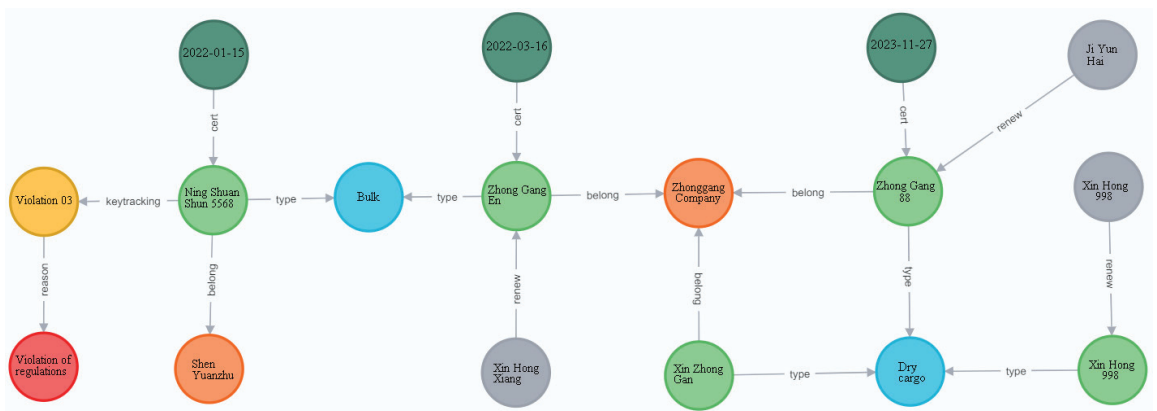 2022-01-15
2022-03-16
2023-11-27
Ji Yun
Hai
cert
cert
cert
renew
Violation 03
keytracking
Ning Shuan
Shun 5568
type
Bulk
type
Zhong Gang
En
belong
Zhonggang
Company
belong
Zhong Gang
88
Xin Hong
998
reason
belong
renew
belong
type
renew
Violation of
regulations
Shen
Yuanzhu
Xin Hong
Xiang
Xin Zhong
Gan
type
Dry
cargo
type
Xin Hong
998